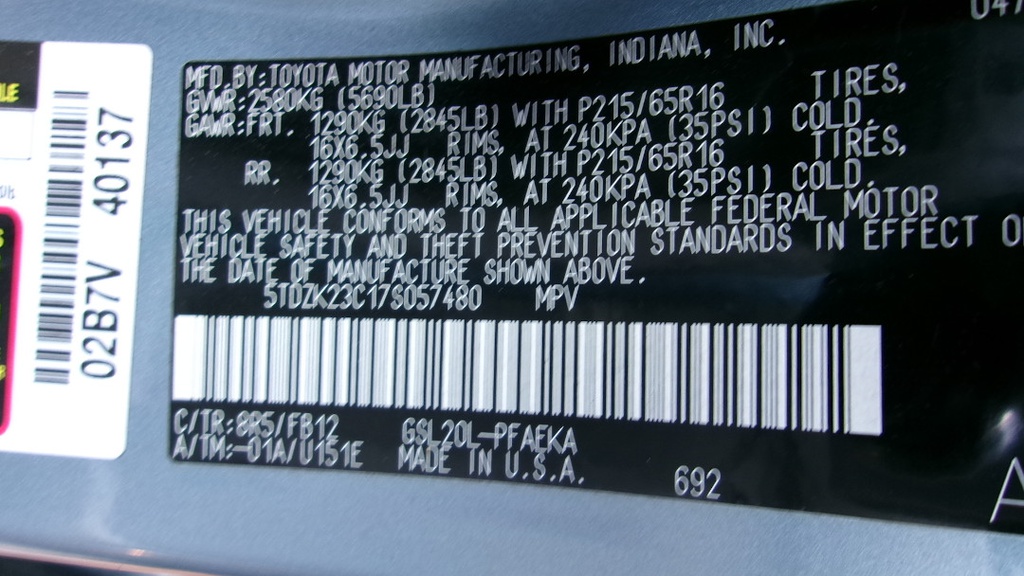 047
MFD.BY:TOYOTA MOTOR MANUFACTURING, INDIANA, INC.
GVWR:2580KG (5690LB)
GAWR:FRT. 1290KG (2845LB) WITH P215/65R16 TIRES,
16X6.5JJ RIMS, AT 240KPA (35PSI) COLD.
RR. 1290KG (2845LB) WITH P215/65R16 TIRES,
16X6.5JJ RIMS, AT 240KPA (35PSI) COLD.
THIS VEHICLE CONFORMS TO ALL APPLICABLE FEDERAL MOTOR
VEHICLE SAFETY AND THEFT PREVENTION STANDARDS IN EFFECT O
THE DATE OF MANUFACTURE SHOWN ABOVE.
5TDZK23C17S057480 MPV
C/TR:8R5/FB12 GSL20L-PFAEKA
A/TM:-01A/U151E MADE IN U.S.A.
692
A
02B7V 40137
LE